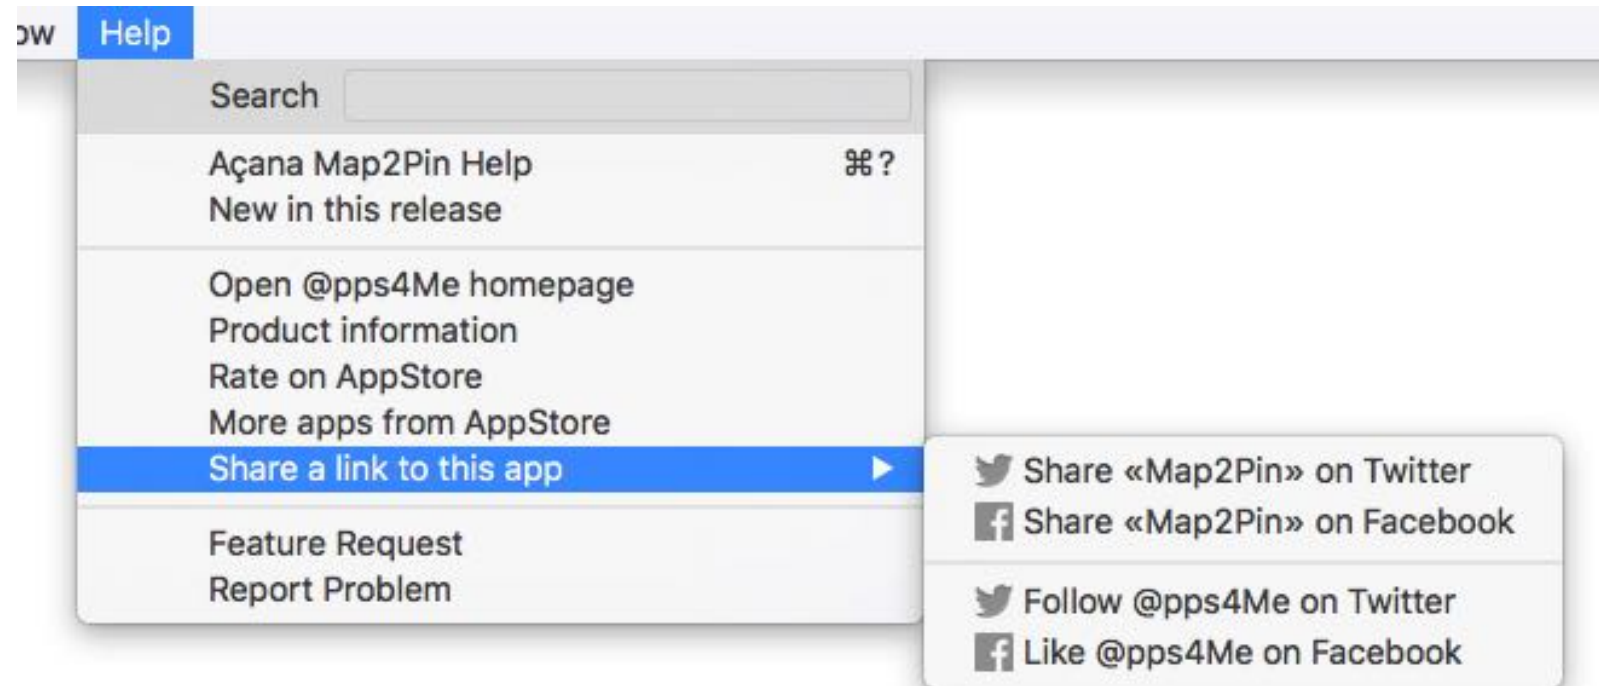 Help
Search
Açana Map2Pin Help ⌘?
New in this release
Open @pps4Me homepage
Product information
Rate on AppStore
More apps from AppStore
Share a link to this app
Feature Request
Report Problem
Share «Map2Pin» on Twitter
Share «Map2Pin» on Facebook
Follow @pps4Me on Twitter
Like @pps4Me on Facebook